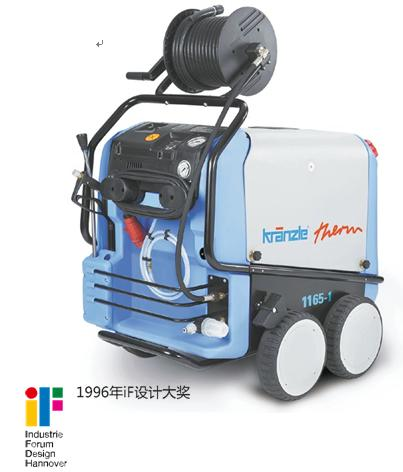 kränzle therm
1165-1
iF
1996年iF设计大奖
Industrie
Forum
Design
Hannover